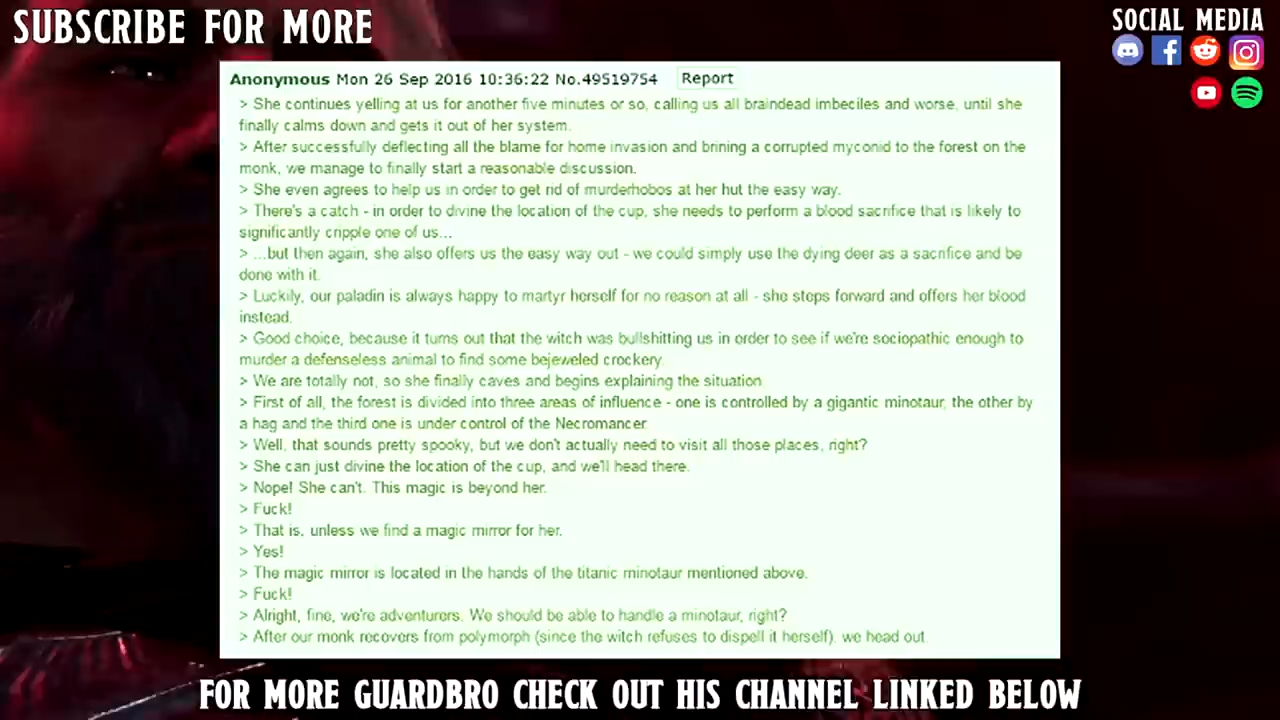 SUBSCRIBE FOR MORE
SOCIAL MEDIA
Anonymous Mon 26 Sep 2016 10:36:22 No.49519754 Report
> She continues yelling at us for another five minutes or so, calling us all braindead imbeciles and worse, until she
finally calms down and gets it out of her system.
> After successfully deflecting all the blame for home invasion and brining a corrupted myconid to the forest on the
monk, we manage to finally start a reasonable discussion.
> She even agrees to help us in order to get rid of murderhobos at her hut the easy way.
> There's a catch - in order to divine the location of the cup, she needs to perform a blood sacrifice that is likely to
significantly cripple one of us...
> ...but then again, she also offers us the easy way out - we could simply use the dying deer as a sacrifice and be
done with it.
> Luckily, our paladin is always happy to martyr herself for no reason at all - she steps forward and offers her blood
instead.
> Good choice, because it turns out that the witch was bullshitting us in order to see if we're sociopathic enough to
murder a defenseless animal to find some bejeweled crockery.
> We are totally not, so she finally caves and begins explaining the situation.
> First of all, the forest is divided into three areas of influence - one is controlled by a gigantic minotaur, the other by
a hag and the third one is under control of the Necromancer.
> Well, that sounds pretty spooky, but we don't actually need to visit all those places, right?
> She can just divine the location of the cup, and we'll head there.
> Nope! She can't. This magic is beyond her.
> Fuck!
> That is, unless we find a magic mirror for her.
> Yes!
> The magic mirror is located in the hands of the titanic minotaur mentioned above.
> Fuck!
> Alright, fine, we're adventurers. We should be able to handle a minotaur, right?
> After our monk recovers from polymorph (since the witch refuses to dispell it herself), we head out.
FOR MORE GUARDBRO CHECK OUT HIS CHANNEL LINKED BELOW